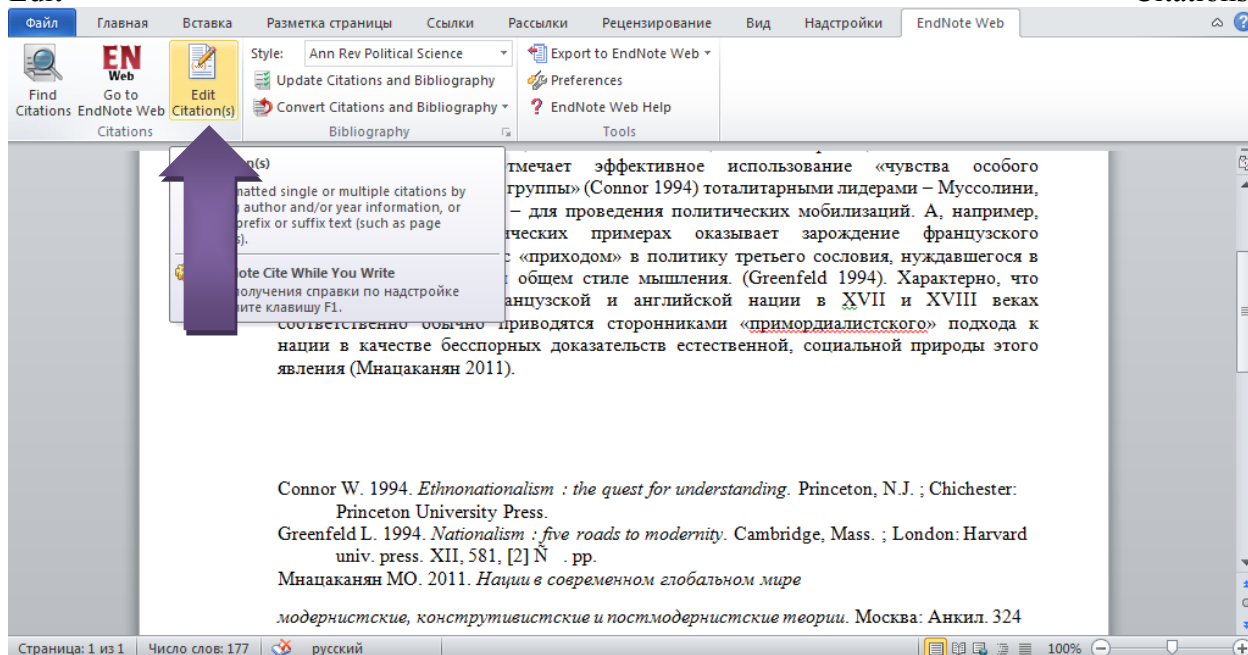 Файл Главная Вставка Разметка страницы Ссылки Рассылки Рецензирование Вид Надстройки EndNote Web
Find Citations
EN Web
Go to EndNote Web
Edit Citation(s)
Citations
Style: Ann Rev Political Science
Update Citations and Bibliography
Convert Citations and Bibliography
Bibliography
Export to EndNote Web
Preferences
EndNote Web Help
Tools
n(s)
matted single or multiple citations by
author and/or year information, or
prefix or suffix text (such as page
s).
ote Cite While You Write
получения справки по надстройке
ите клавишу F1.
тмечает эффективное использование «чувства особого
группы» (Connor 1994) тоталитарными лидерами – Муссолини,
– для проведения политических мобилизаций. А, например,
ических примерах оказывает зарождение французского
с «приходом» в политику третьего сословия, нуждавшегося в
общем стиле мышления. (Greenfeld 1994). Характерно, что
анцузской и английской нации в XVII и XVIII веках
соответственно обычно приводятся сторонниками «примордиалистского» подхода к
нации в качестве бесспорных доказательств естественной, социальной природы этого
явления (Мнацаканян 2011).
Connor W. 1994. Ethnonationalism : the quest for understanding. Princeton, N.J. ; Chichester:
Princeton University Press.
Greenfeld L. 1994. Nationalism : five roads to modernity. Cambridge, Mass. ; London: Harvard
univ. press. XII, 581, [2] Ñ . pp.
Мнацаканян МО. 2011. Нации в современном глобальном мире
модернистские, конструтивистские и постмодернистские теории. Москва: Анкил. 324
Страница: 1 из 1 Число слов: 177 русский 100%